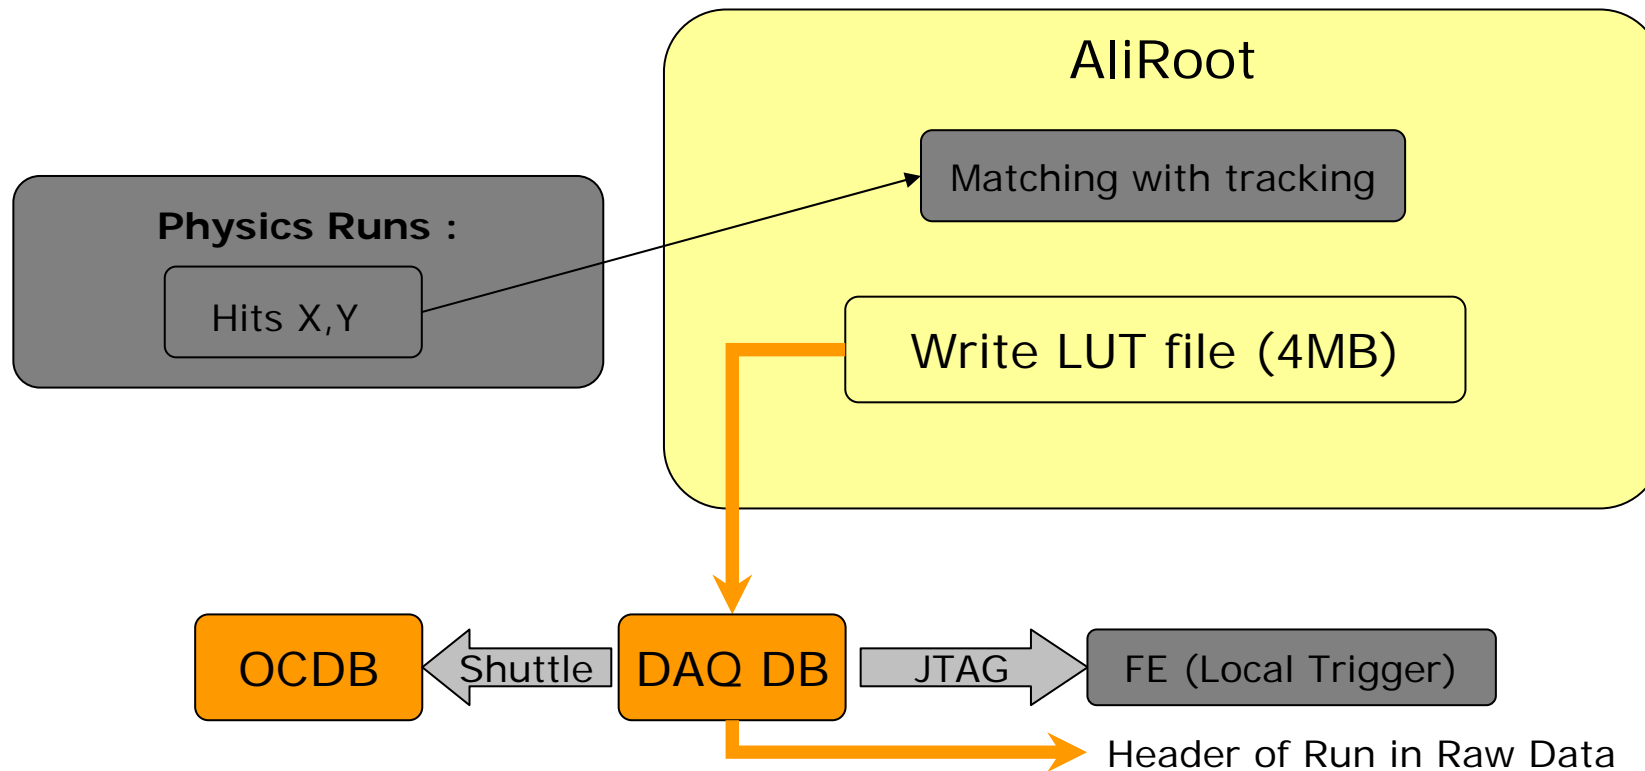 AliRoot
Matching with tracking
Physics Runs :
Hits X,Y
Write LUT file (4MB)
OCDB
Shuttle
DAQ DB
JTAG
FE (Local Trigger)
Header of Run in Raw Data